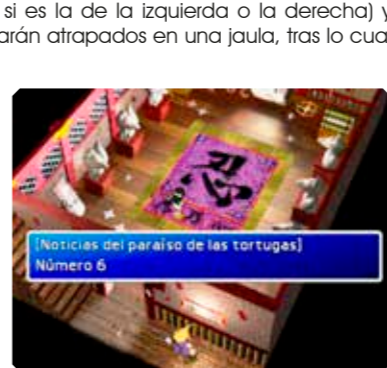 si es la de la izquierda o la derecha) y
arán atrapados en una jaula, tras lo cua
忍
[Noticias del paraíso de las tortugas]
Número 6